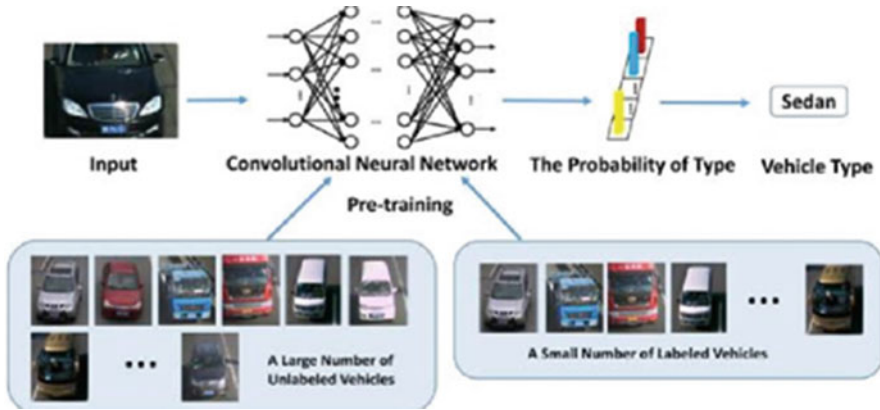 Sedan
Input
Convolutional Neural Network
The Probability of Type
Vehicle Type
Pre-training
A Large Number of
Unlabeled Vehicles
A Small Number of Labeled Vehicles